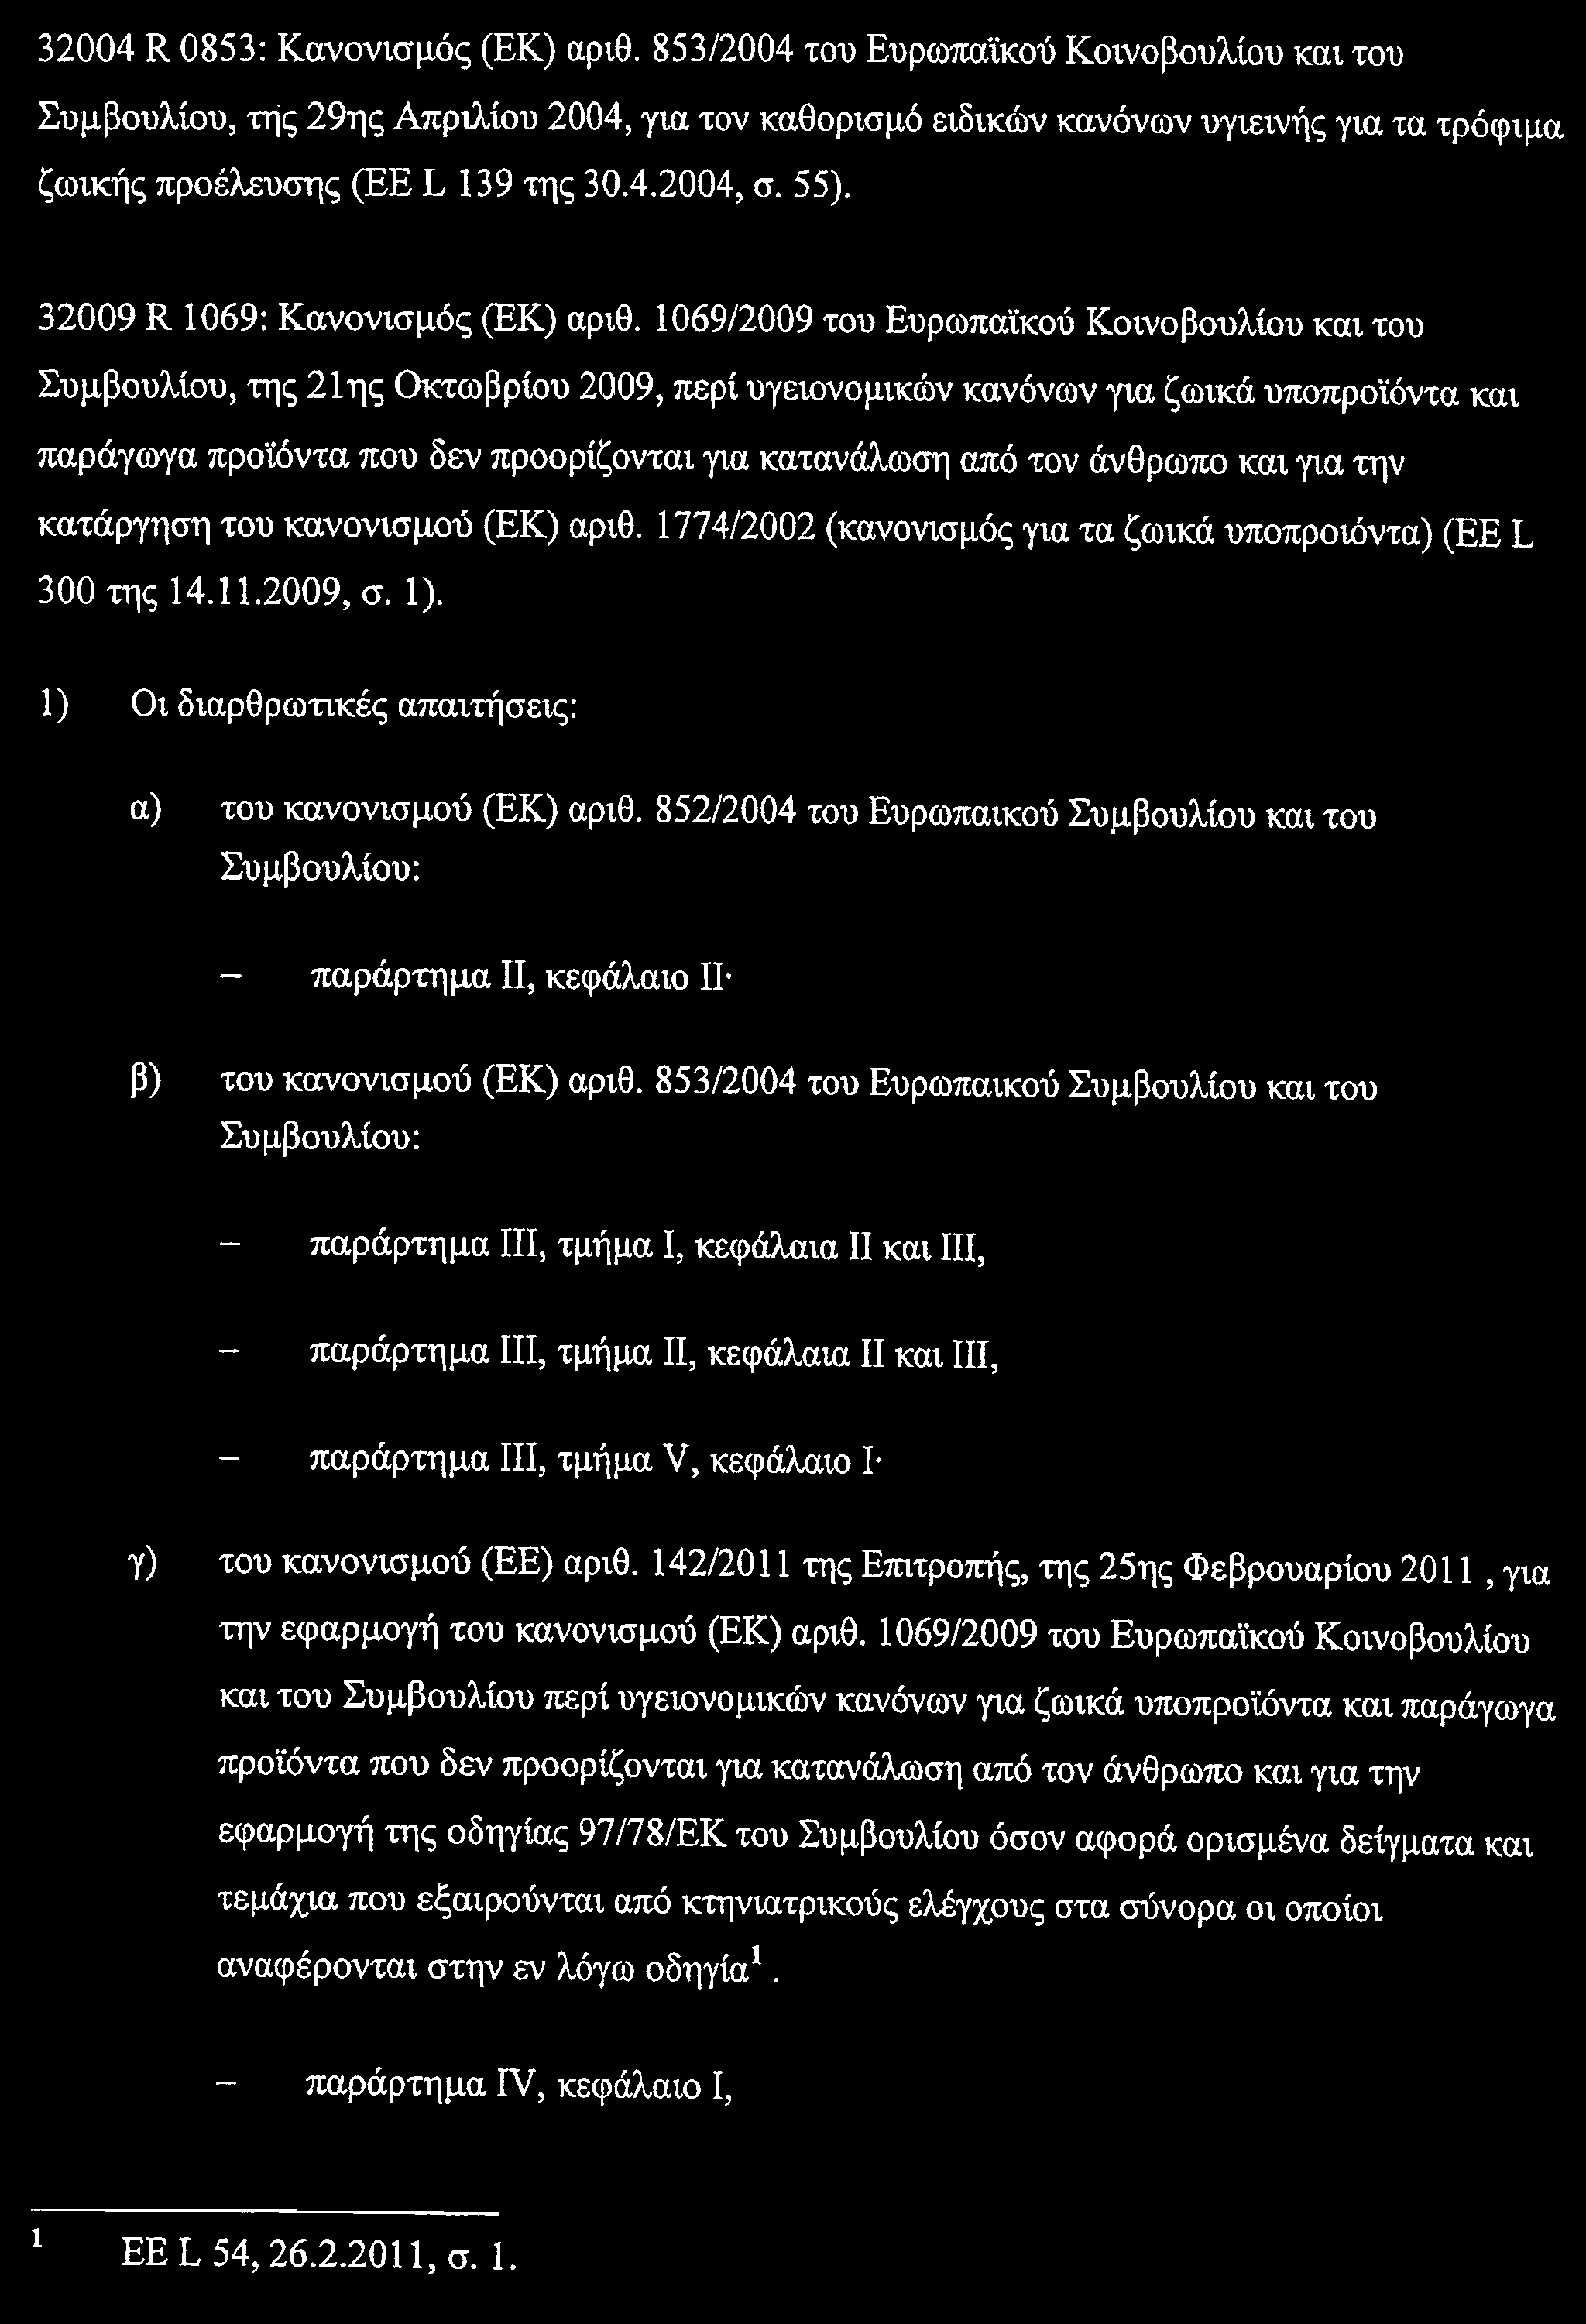 32004 R 0853: Κανονισμός (ΕΚ) αριθ. 853/2004 του Ευρωπαϊκού Κοινοβουλίου και του
Συμβουλίου, της 29ης Απριλίου 2004, για τον καθορισμό ειδικών κανόνων υγιεινής για τα τρόφιμα
ζωικής προέλευσης (ΕΕ L 139 της 30.4.2004, σ. 55).
32009 R 1069: Κανονισμός (ΕΚ) αριθ. 1069/2009 του Ευρωπαϊκού Κοινοβουλίου και του
Συμβουλίου, της 21ης Οκτωβρίου 2009, περί υγειονομικών κανόνων για ζωικά υποπροϊόντα και
παράγωγα προϊόντα που δεν προορίζονται για κατανάλωση από τον άνθρωπο και για την
κατάργηση του κανονισμού (ΕΚ) αριθ. 1774/2002 (κανονισμός για τα ζωικά υποπροιόντα) (ΕΕ L
300 της 14.11.2009, σ. 1).
1) Οι διαρθρωτικές απαιτήσεις:
α) του κανονισμού (ΕΚ) αριθ. 852/2004 του Ευρωπαικού Συμβουλίου και του
Συμβουλίου:
– παράρτημα ΙΙ, κεφάλαιο ΙΙ·
β) του κανονισμού (ΕΚ) αριθ. 853/2004 του Ευρωπαικού Συμβουλίου και του
Συμβουλίου:
– παράρτημα ΙΙΙ, τμήμα Ι, κεφάλαια ΙΙ και ΙΙΙ,
– παράρτημα ΙΙΙ, τμήμα ΙΙ, κεφάλαια ΙΙ και ΙΙΙ,
– παράρτημα ΙΙΙ, τμήμα V, κεφάλαιο Ι·
γ) του κανονισμού (ΕΕ) αριθ. 142/2011 της Επιτροπής, της 25ης Φεβρουαρίου 2011 , για
την εφαρμογή του κανονισμού (ΕΚ) αριθ. 1069/2009 του Ευρωπαϊκού Κοινοβουλίου
και του Συμβουλίου περί υγειονομικών κανόνων για ζωικά υποπροϊόντα και παράγωγα
προϊόντα που δεν προορίζονται για κατανάλωση από τον άνθρωπο και για την
εφαρμογή της οδηγίας 97/78/ΕΚ του Συμβουλίου όσον αφορά ορισμένα δείγματα και
τεμάχια που εξαιρούνται από κτηνιατρικούς ελέγχους στα σύνορα οι οποίοι
αναφέρονται στην εν λόγω οδηγία¹ .
– παράρτημα IV, κεφάλαιο Ι,
¹ ΕΕ L 54, 26.2.2011, σ. 1.